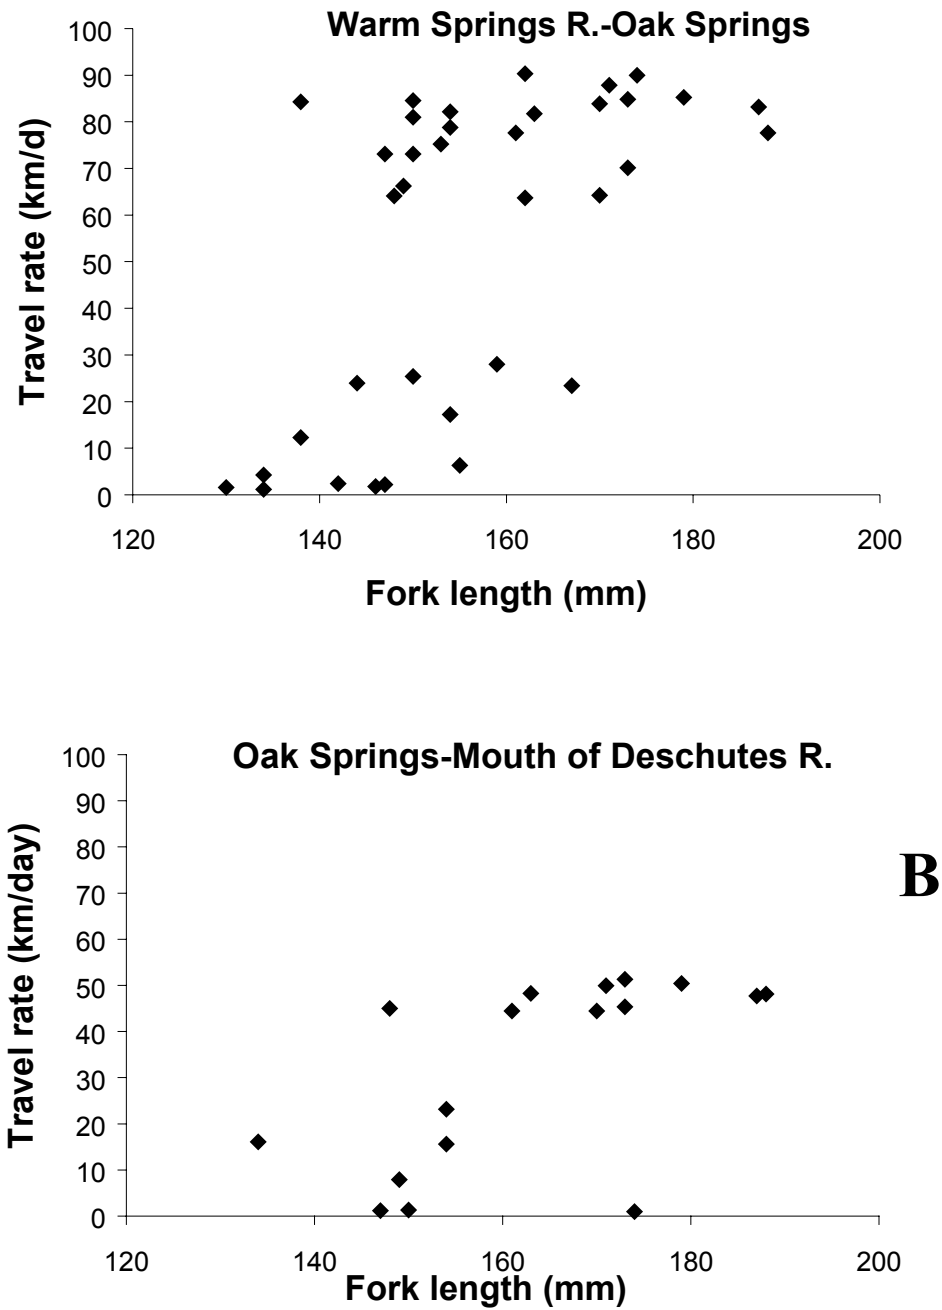 Warm Springs R.-Oak Springs
100
90
80
70
60
50
40
30
20
10
0
Travel rate (km/d)
120 140 160 180 200
Fork length (mm)
Oak Springs-Mouth of Deschutes R.
100
90
80
70
60
50
40
30
20
10
0
Travel rate (km/day)
B
120 140 160 180 200
Fork length (mm)